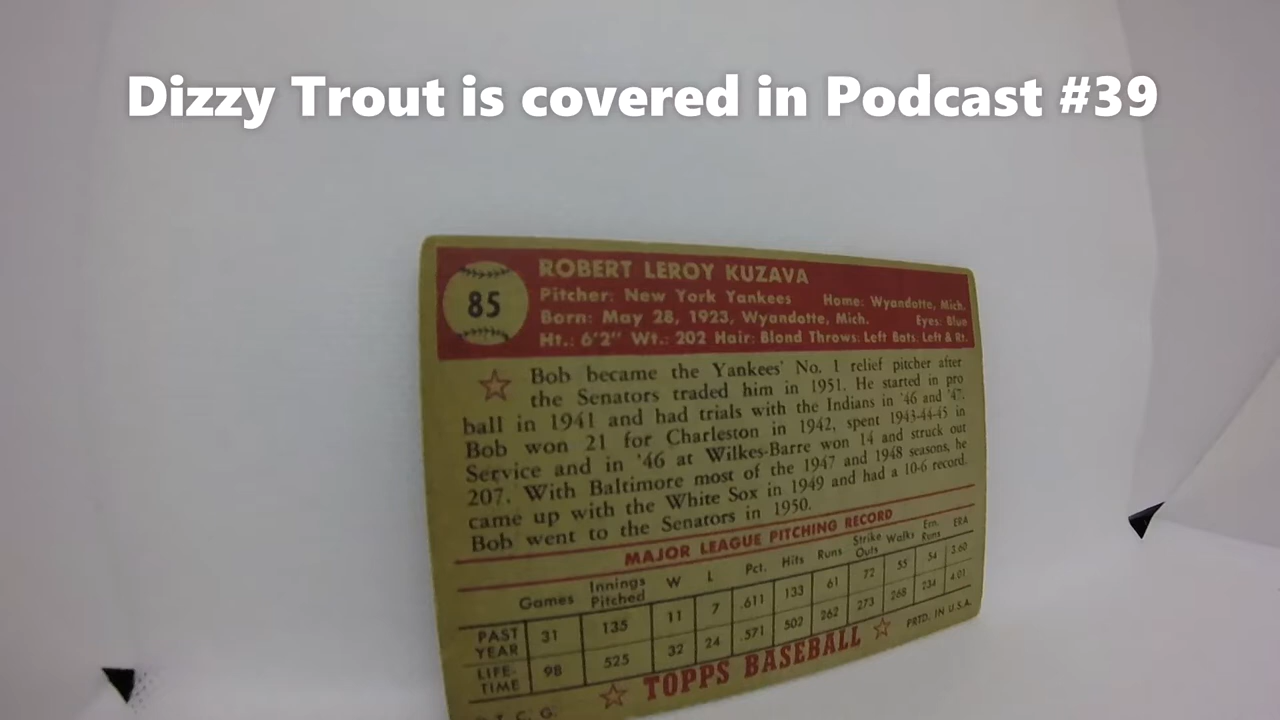 Dizzy Trout is covered in Podcast #39
85
ROBERT LEROY KUZAVA
Pitcher: New York Yankees Home: Wyandotte, Mich.
Born: May 28, 1923, Wyandotte, Mich. Eyes: Blue
Ht.: 6'2" Wt.: 202 Hair: Blond Throws: Left Bats: Left & Rt.
Bob became the Yankees' No. 1 relief pitcher after
the Senators traded him in 1951. He started in pro
ball in 1941 and had trials with the Indians in '46 and '47.
Bob won 21 for Charleston in 1942, spent 1943-44-45 in
Service and in '46 at Wilkes-Barre won 14 and struck out
207. With Baltimore most of the 1947 and 1948 seasons, he
came up with the White Sox in 1949 and had a 10-6 record.
Bob went to the Senators in 1950.
MAJOR LEAGUE PITCHING RECORD
Games Innings Pitched W L Pct. Hits Runs Strike Outs Walks Ern. Runs ERA
PAST YEAR 31 135 11 7 .611 133 61 72 55 54 3.60
LIFE-TIME 98 525 32 24 .571 502 262 273 268 234 4.01
TOPPS BASEBALL PRTD. IN U.S.A.
T. C. G.